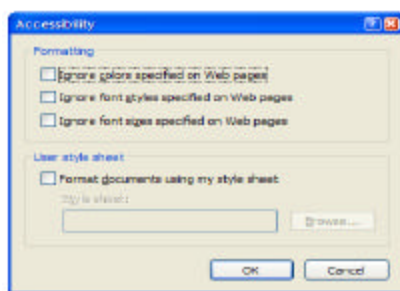 Accessibility
Formatting
Ignore colors specified on Web pages
Ignore font styles specified on Web pages
Ignore font sizes specified on Web pages
User style sheet
Format documents using my style sheet
Style sheet:
Browse...
OK
Cancel